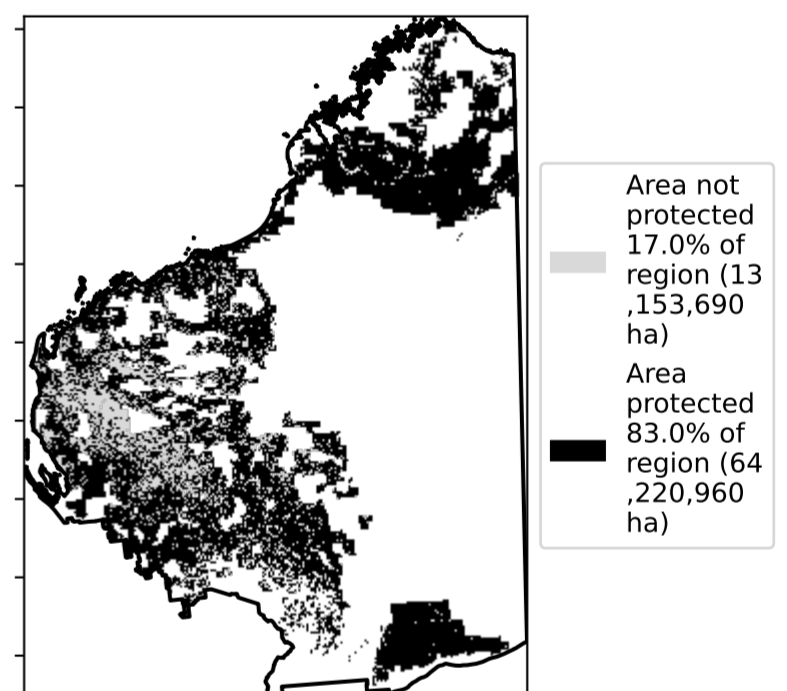 Area not
protected
17.0% of
region (13
,153,690
ha)
Area
protected
83.0% of
region (64
,220,960
ha)